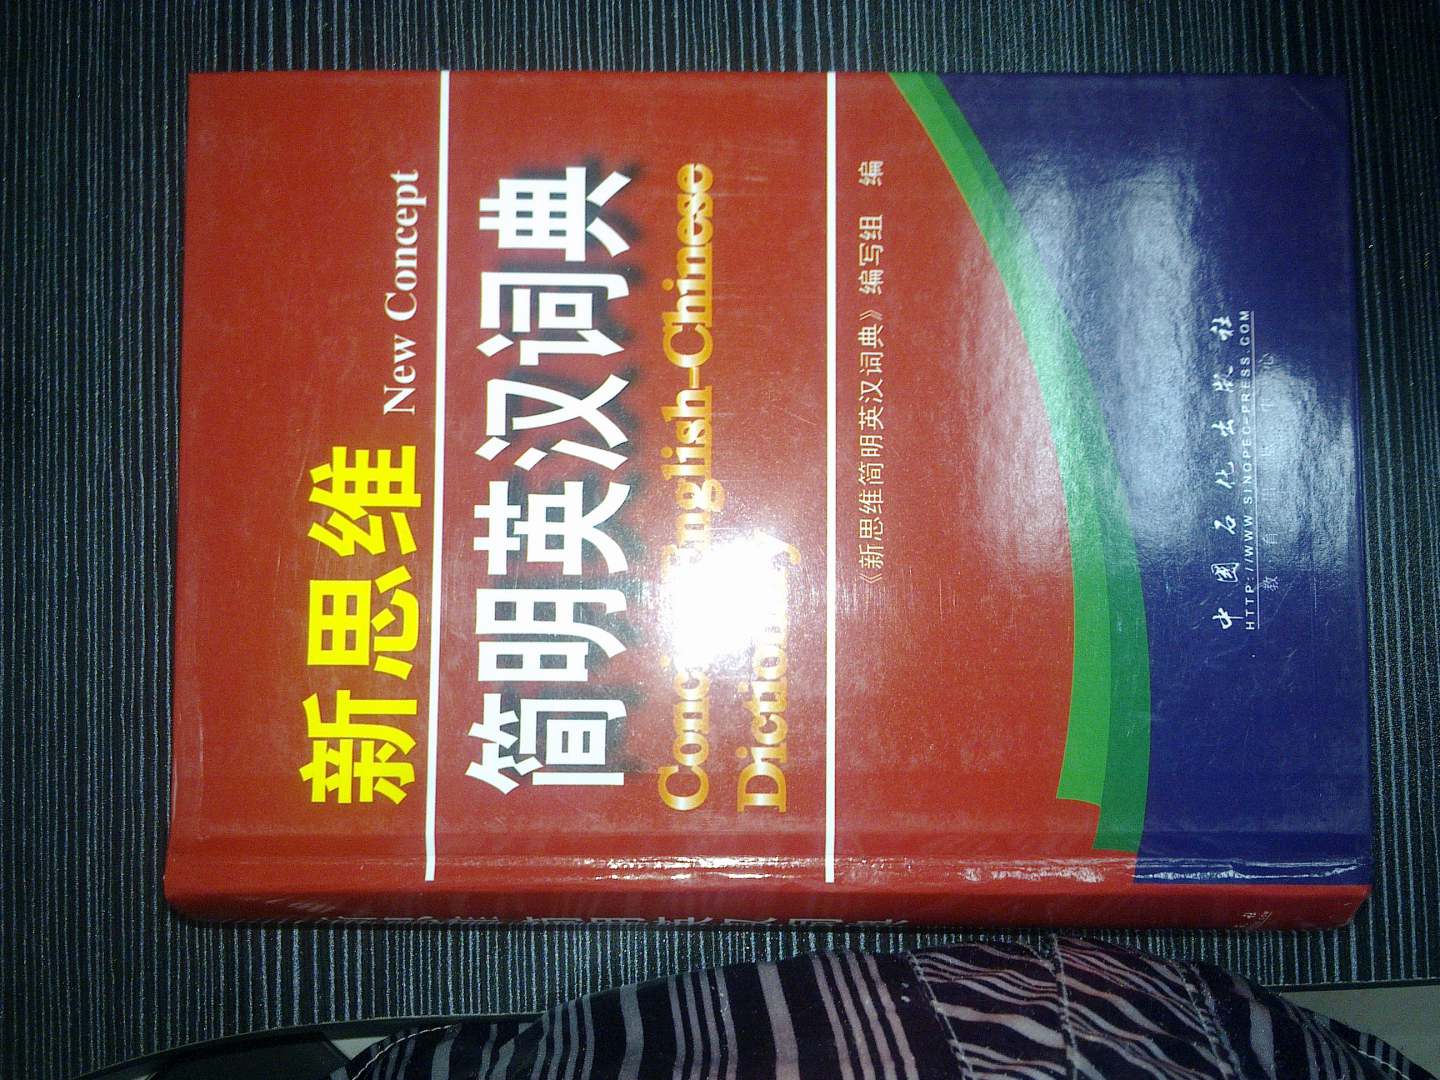 新思维 New Concept
简明英汉词典
Concise English-Chinese
Dictionary
《新思维简明英汉词典》编写组 编
中国石化出版社
HTTP://WWW.SINOPEC-PRESS.COM
教育